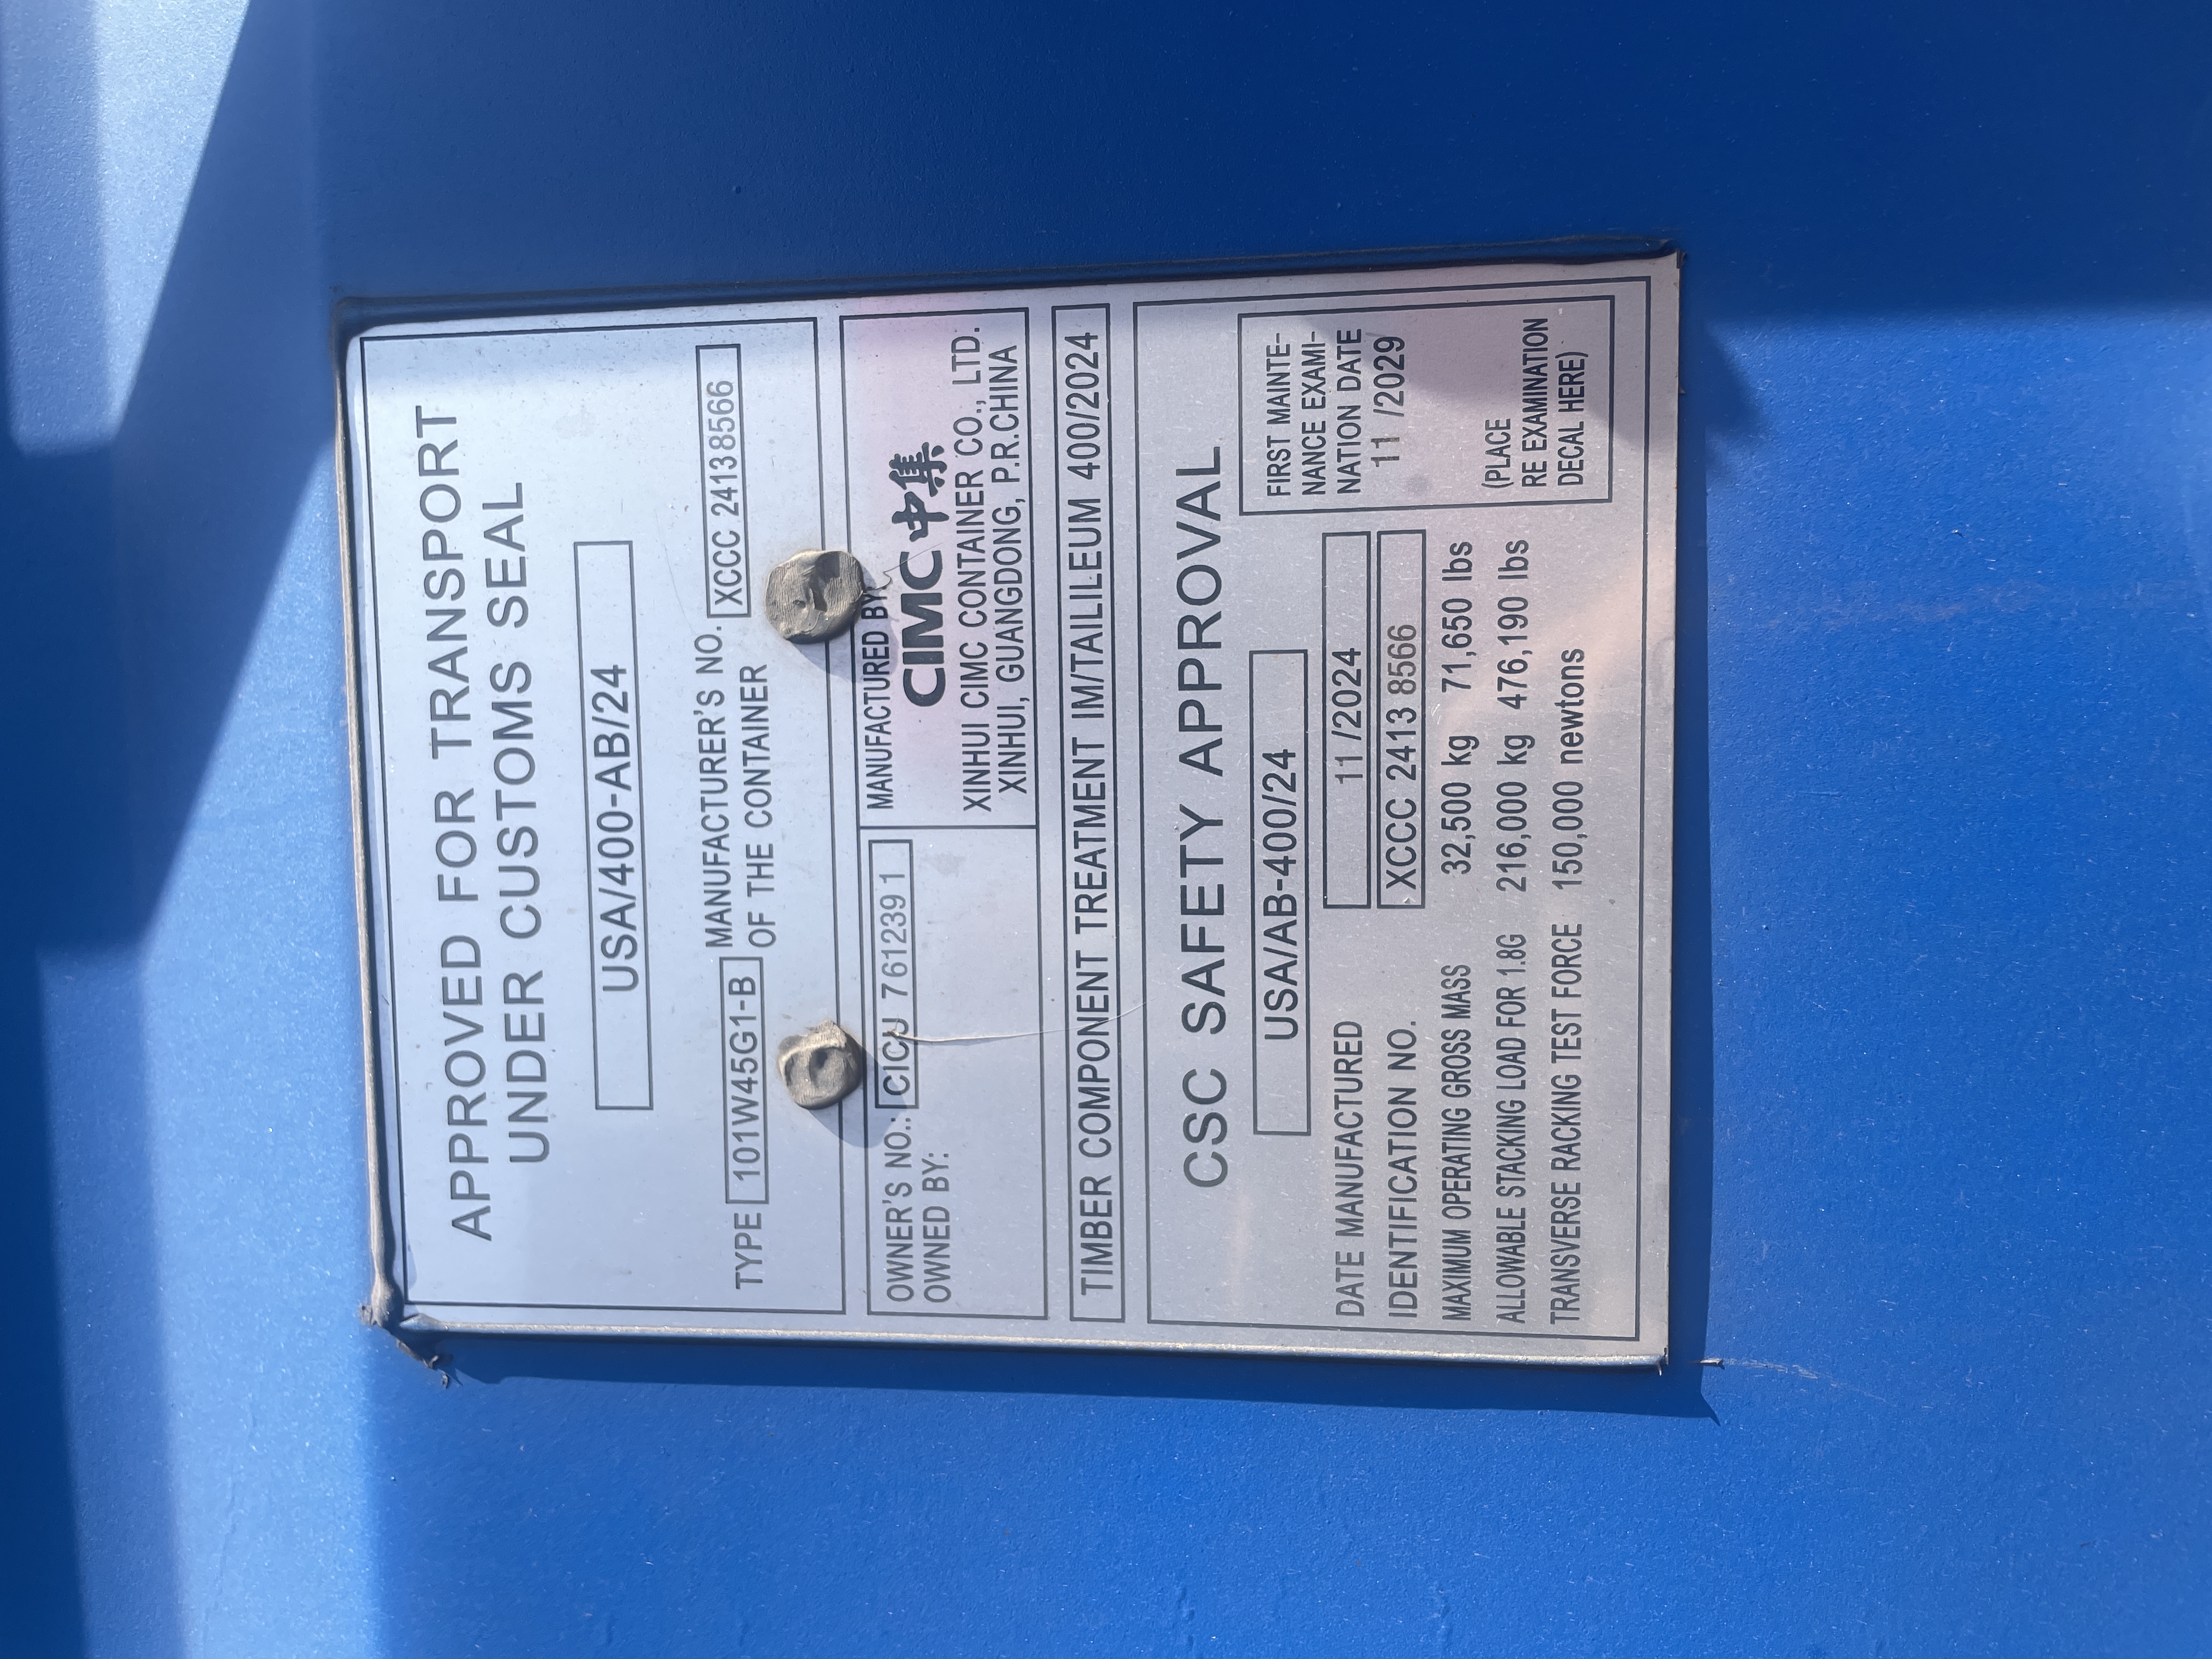 APPROVED FOR TRANSPORT
UNDER CUSTOMS SEAL
USA/400-AB/24
TYPE 101W45G1-B MANUFACTURER'S NO. XCCC 24138566
OF THE CONTAINER
OWNER'S NO.: CICU 761239 1
OWNED BY:
MANUFACTURED BY
CIMC 中集
XINHUI CIMC CONTAINER CO., LTD.
XINHUI, GUANGDONG, P.R.CHINA
TIMBER COMPONENT TREATMENT IM/TAILILEUM 400/2024
CSC SAFETY APPROVAL
USA/AB-400/24
DATE MANUFACTURED 11 /2024
IDENTIFICATION NO. XCCC 2413 8566
MAXIMUM OPERATING GROSS MASS 32,500 kg 71,650 lbs
ALLOWABLE STACKING LOAD FOR 1.8G 216,000 kg 476,190 lbs
TRANSVERSE RACKING TEST FORCE 150,000 newtons
FIRST MAINTE-
NANCE EXAMI-
NATION DATE
11 /2029
(PLACE
RE EXAMINATION
DECAL HERE)